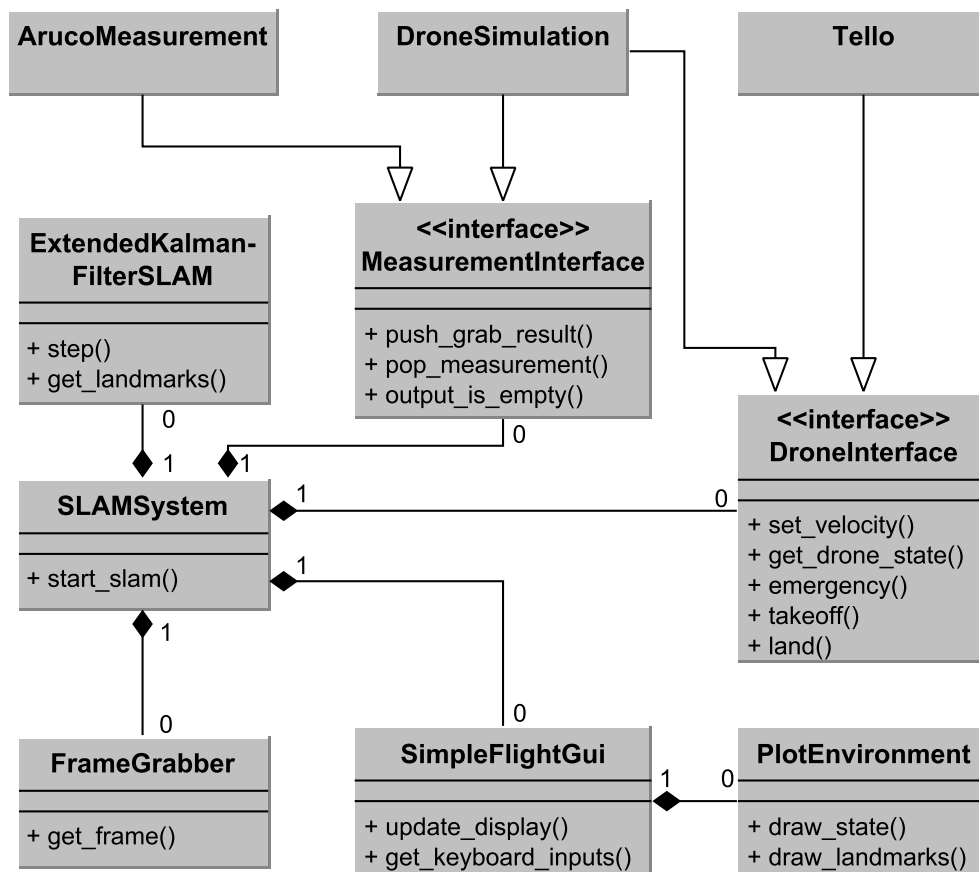 ArucoMeasurement
DroneSimulation
Tello
ExtendedKalman-
FilterSLAM
+ step()
+ get_landmarks()
<<interface>>
MeasurementInterface
+ push_grab_result()
+ pop_measurement()
+ output_is_empty()
<<interface>>
DroneInterface
+ set_velocity()
+ get_drone_state()
+ emergency()
+ takeoff()
+ land()
0
1
0
1
SLAMSystem
+ start_slam()
1
0
1
0
1
0
FrameGrabber
+ get_frame()
SimpleFlightGui
+ update_display()
+ get_keyboard_inputs()
1
0
PlotEnvironment
+ draw_state()
+ draw_landmarks()